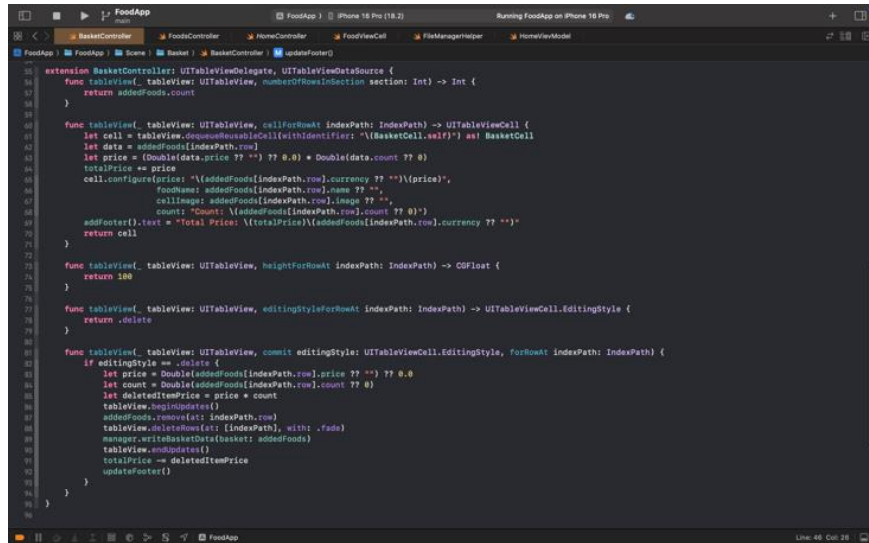 FoodApp
main
FoodApp
iPhone 16 Pro (18.2)
Running FoodApp on iPhone 16 Pro
BasketController
FoodsController
HomeController
FoodViewCell
FileManagerHelper
FoodApp
FoodApp
Scene
Basket
BasketController
M updateFooter()
55 extension BasketController: UITableViewDelegate, UITableViewDataSource {
56 func tableView(_ tableView: UITableView, numberOfRowsInSection section: Int) -> Int {
57 return addedFoods.count
58 }
59
60 func tableView(_ tableView: UITableView, cellForRowAt indexPath: IndexPath) -> UITableViewCell {
61 let cell = tableView.dequeueReusableCell(withIdentifier: "\(BasketCell.self)") as! BasketCell
62 let data = addedFoods[indexPath.row]
63 let price = (Double(data.price ?? "") ?? 0.0) * Double(data.count ?? 0)
64 totalPrice += price
65 cell.configure(price: "\(addedFoods[indexPath.row].currency ?? "")\(price)",
66 foodName: addedFoods[indexPath.row].name ?? "",
67 cellImage: addedFoods[indexPath.row].image ?? "",
68 count: "Count: \(addedFoods[indexPath.row].count ?? 0)")
69 addFooter().text = "Total Price: \(totalPrice)\(addedFoods[indexPath.row].currency ?? "")"
70 return cell
71 }
72
73 func tableView(_ tableView: UITableView, heightForRowAt indexPath: IndexPath) -> CGFloat {
74 return 100
75 }
76
77 func tableView(_ tableView: UITableView, editingStyleForRowAt indexPath: IndexPath) -> UITableViewCell.EditingStyle {
78 return .delete
79 }
80
81 func tableView(_ tableView: UITableView, commit editingStyle: UITableViewCell.EditingStyle, forRowAt indexPath: IndexPath) {
82 if editingStyle == .delete {
83 let price = Double(addedFoods[indexPath.row].price ?? "") ?? 0.0
84 let count = Double(addedFoods[indexPath.row].count ?? 0)
85 let deletedItemPrice = price * count
86 tableView.beginUpdates()
87 addedFoods.remove(at: indexPath.row)
88 tableView.deleteRows(at: [indexPath], with: .fade)
89 manager.writeBasketData(basket: addedFoods)
90 tableView.endUpdates()
91 totalPrice -= deletedItemPrice
92 updateFooter()
93 }
94 }
95 }
96
FoodApp
Line: 46 Col: 26